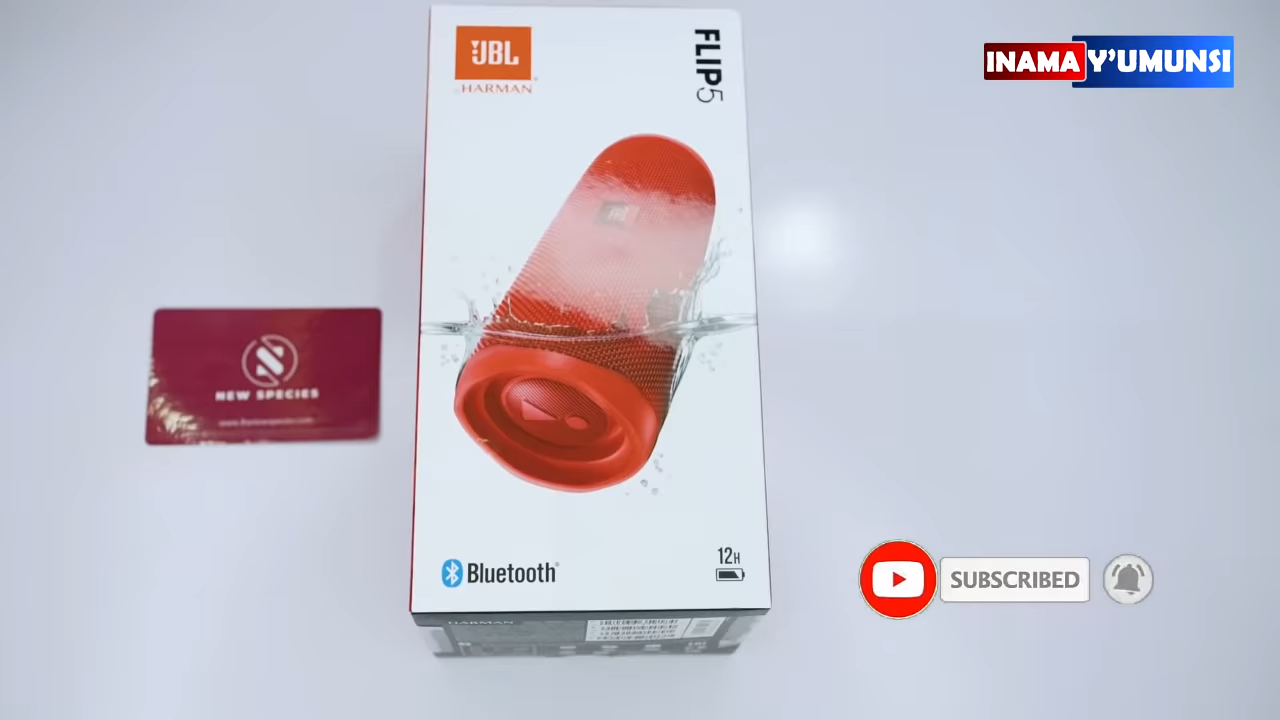 INAMA Y'UMUNSI
JBL
HARMAN
FLIP5
NEW SPECIES
Bluetooth
12H
SUBSCRIBED
HARMAN